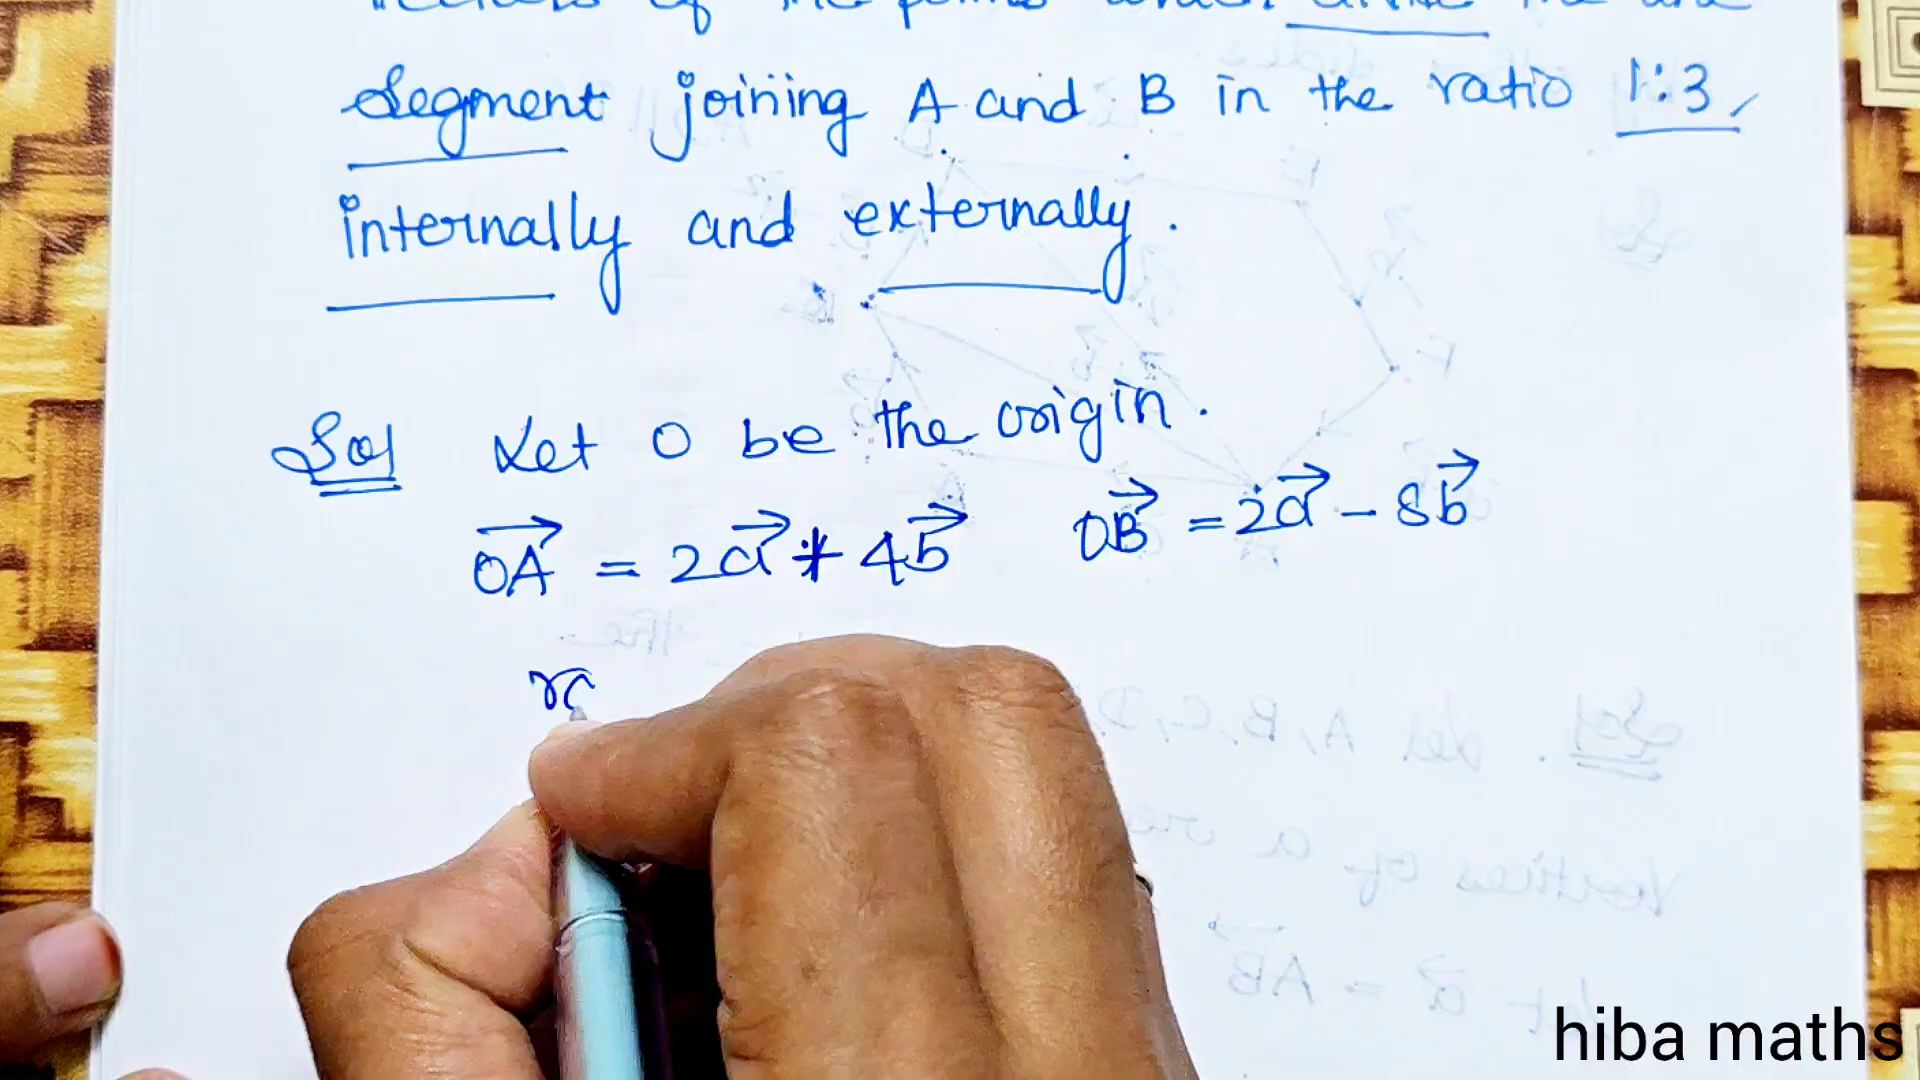 Segment joining A and B in the ratio 1:3,
internally and externally.
Sol Let O be the origin.
OA⃗ = 2a⃗ + 4b⃗ OB⃗ = 2a⃗ - 8b⃗
ra
hiba maths